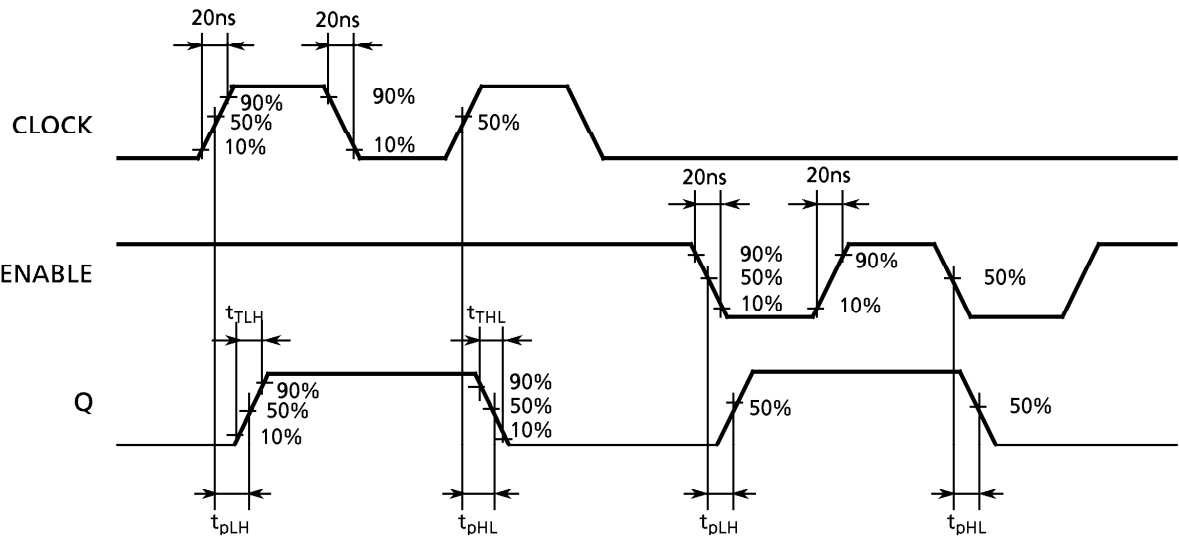 20ns 20ns
90% 90%
CLOCK 50% 50%
10% 10%
20ns 20ns
ENABLE 90% 90%
50% 50%
10% 10%
tTLH tTHL
90% 90%
Q 50% 50% 50% 50%
10% 10%
tpLH tpHL tpLH tpHL